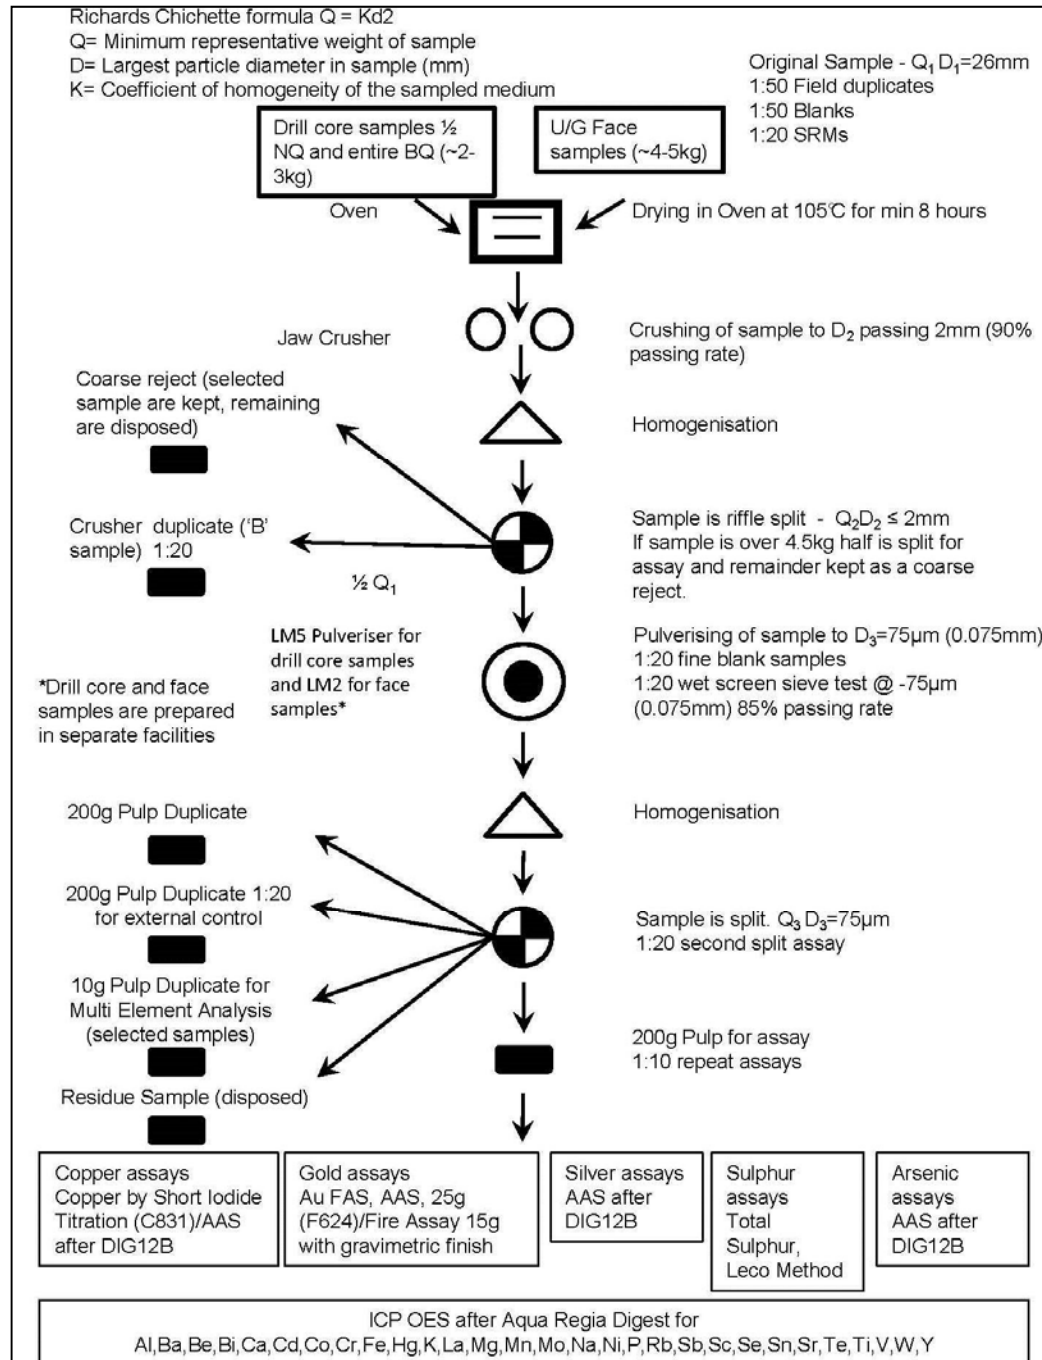 Richards Chichette formula Q = Kd2
Q= Minimum representative weight of sample
D= Largest particle diameter in sample (mm)
K= Coefficient of homogeneity of the sampled medium
Original Sample - Q₁ D₁=26mm
1:50 Field duplicates
1:50 Blanks
1:20 SRMs
Drill core samples ½
NQ and entire BQ (~2-
3kg)
U/G Face
samples (~4-5kg)
Oven
Drying in Oven at 105℃ for min 8 hours
Jaw Crusher
Crushing of sample to D₂ passing 2mm (90%
passing rate)
Coarse reject (selected
sample are kept, remaining
are disposed)
Homogenisation
Crusher duplicate ('B'
sample) 1:20
½ Q₁
Sample is riffle split - Q₂D₂ ≤ 2mm
If sample is over 4.5kg half is split for
assay and remainder kept as a coarse
reject.
LM5 Pulveriser for
drill core samples
and LM2 for face
samples*
Pulverising of sample to D₃=75µm (0.075mm)
1:20 fine blank samples
1:20 wet screen sieve test @ -75µm
(0.075mm) 85% passing rate
*Drill core and face
samples are prepared
in separate facilities
200g Pulp Duplicate
Homogenisation
200g Pulp Duplicate 1:20
for external control
Sample is split. Q₃ D₃=75µm
1:20 second split assay
10g Pulp Duplicate for
Multi Element Analysis
(selected samples)
200g Pulp for assay
1:10 repeat assays
Residue Sample (disposed)
Copper assays
Copper by Short Iodide
Titration (C831)/AAS
after DIG12B
Gold assays
Au FAS, AAS, 25g
(F624)/Fire Assay 15g
with gravimetric finish
Silver assays
AAS after
DIG12B
Sulphur
assays
Total
Sulphur,
Leco Method
Arsenic
assays
AAS after
DIG12B
ICP OES after Aqua Regia Digest for
Al,Ba,Be,Bi,Ca,Cd,Co,Cr,Fe,Hg,K,La,Mg,Mn,Mo,Na,Ni,P,Rb,Sb,Sc,Se,Sn,Sr,Te,Ti,V,W,Y